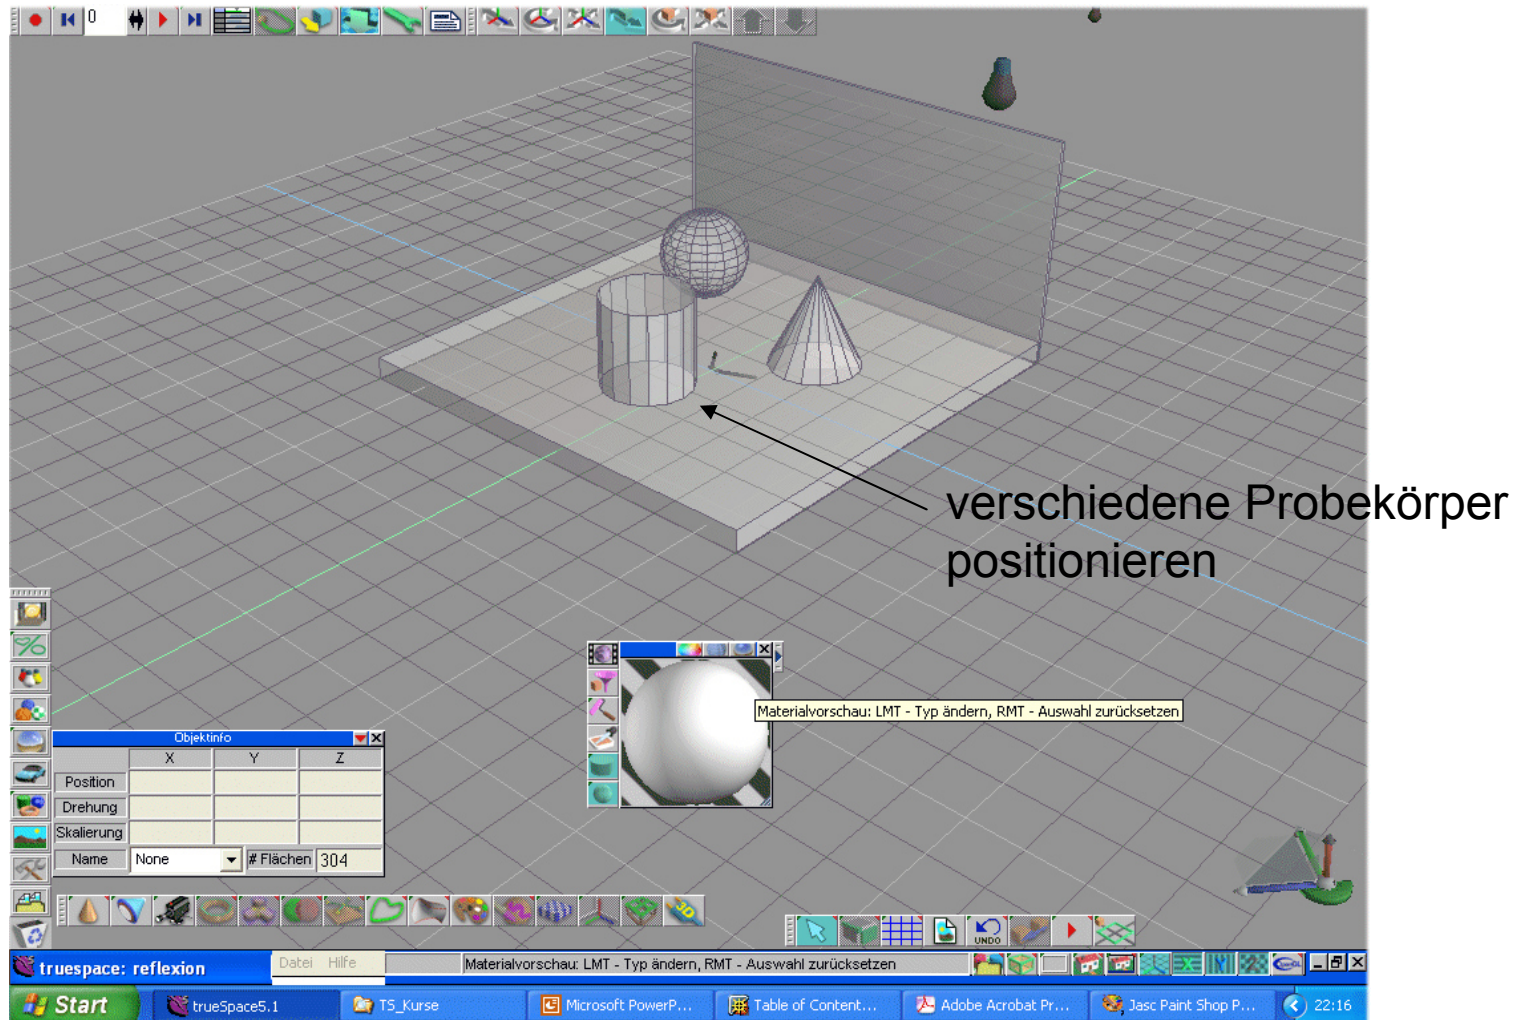 0
verschiedene Probekörper
positionieren
Materialvorschau: LMT - Typ ändern, RMT - Auswahl zurücksetzen
Objektinfo
X Y Z
Position
Drehung
Skalierung
Name None # Flächen 304
3D
UNDO
truespace: reflexion Datei Hilfe Materialvorschau: LMT - Typ ändern, RMT - Auswahl zurücksetzen
Start trueSpace5.1 TS_Kurse Microsoft PowerP... Table of Content... Adobe Acrobat Pr... Jasc Paint Shop P... 22:16